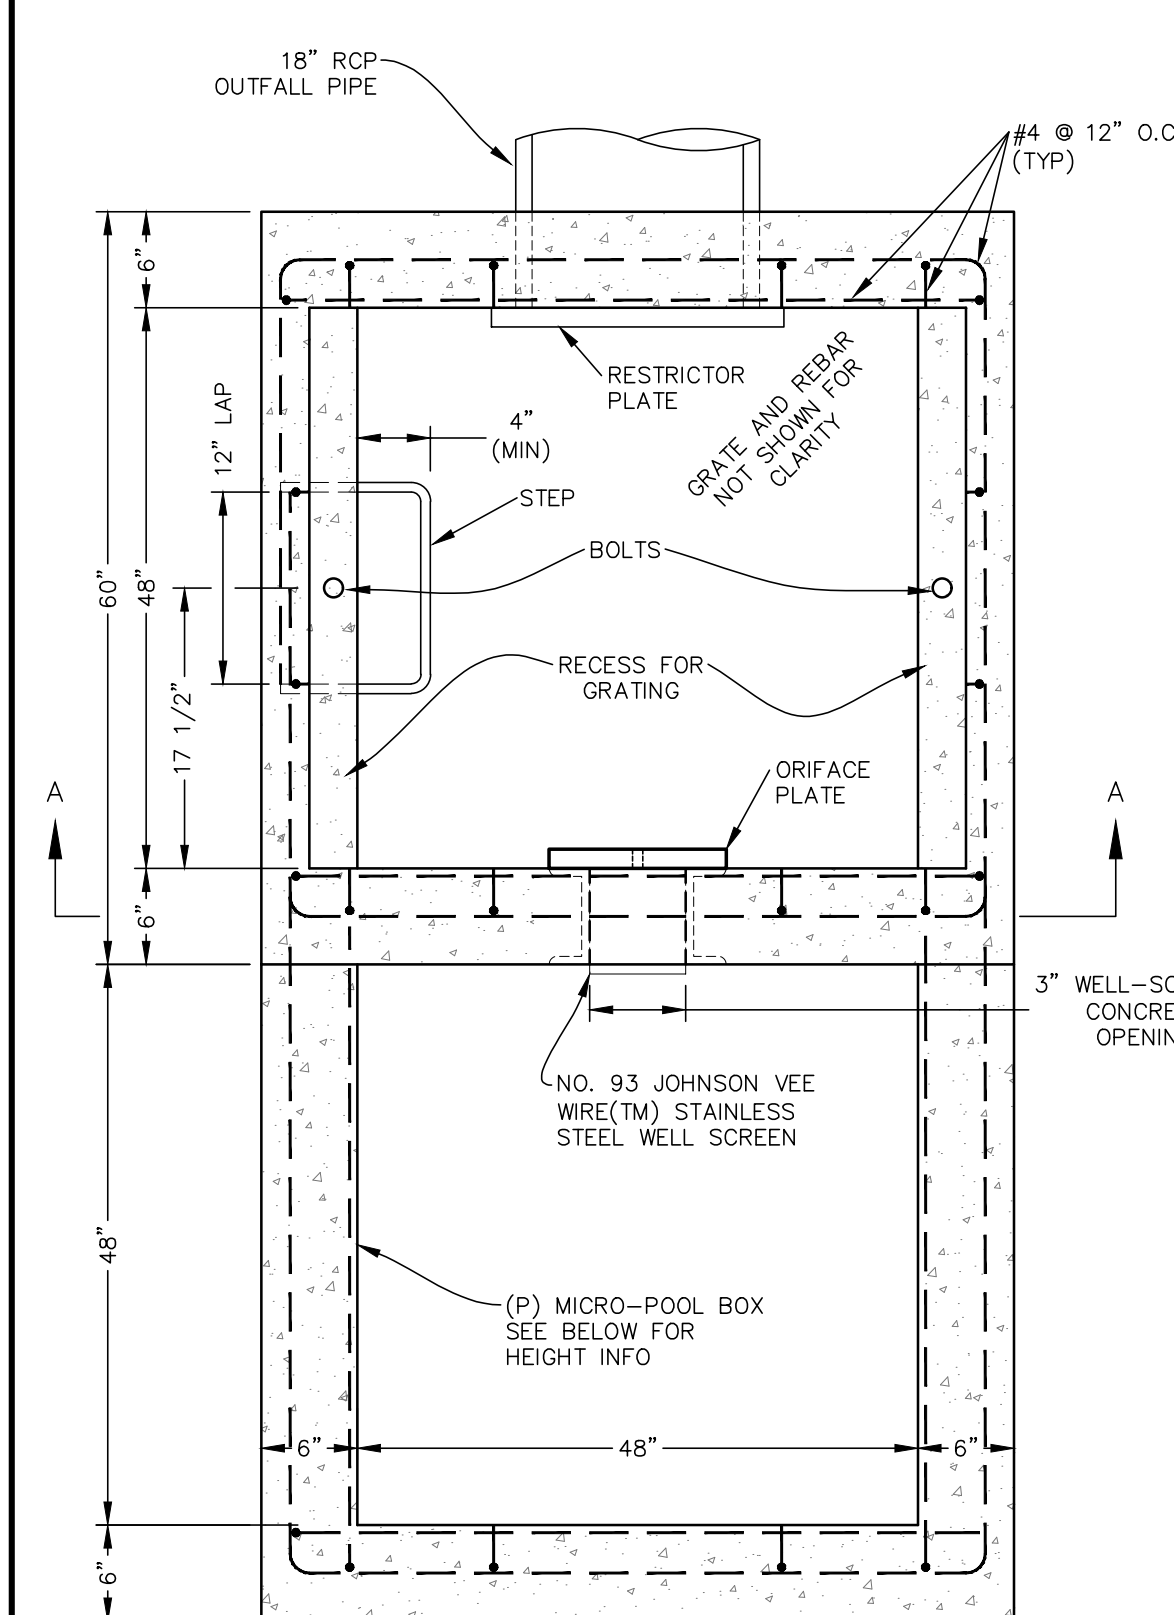 18” RCP
OUTFALL PIPE
#4 @ 12” O.C
(TYP)
6”
RESTRICTOR
PLATE
GRATE AND REBAR
NOT SHOWN FOR
CLARITY
12” LAP
4”
(MIN)
STEP
BOLTS
60”
48”
RECESS FOR
GRATING
17 1/2”
ORIFACE
PLATE
A
A
6”
3” WELL-SC
CONCRE
OPENIN
NO. 93 JOHNSON VEE
WIRE(TM) STAINLESS
STEEL WELL SCREEN
48”
(P) MICRO-POOL BOX
SEE BELOW FOR
HEIGHT INFO
6”
48”
6”
6”